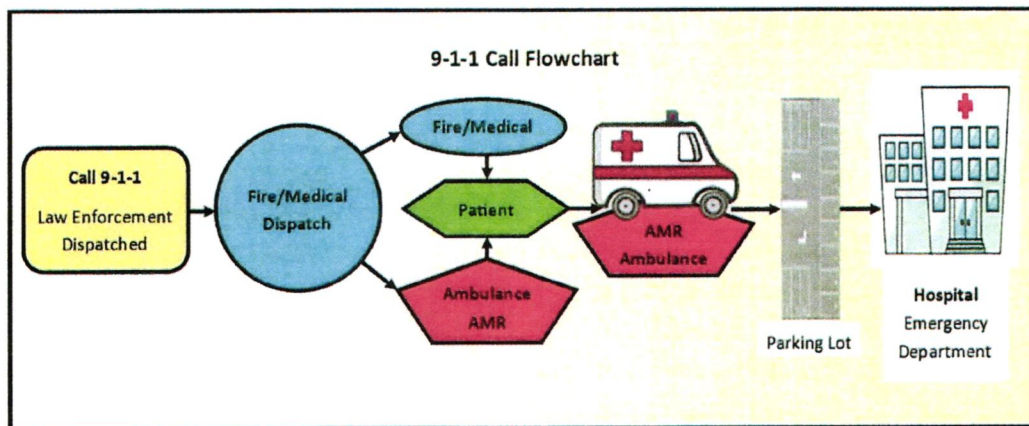 9-1-1 Call Flowchart
Call 9-1-1
Law Enforcement
Dispatched
Fire/Medical
Dispatch
Fire/Medical
Patient
Ambulance
AMR
AMR
Ambulance
Parking Lot
Hospital
Emergency
Department